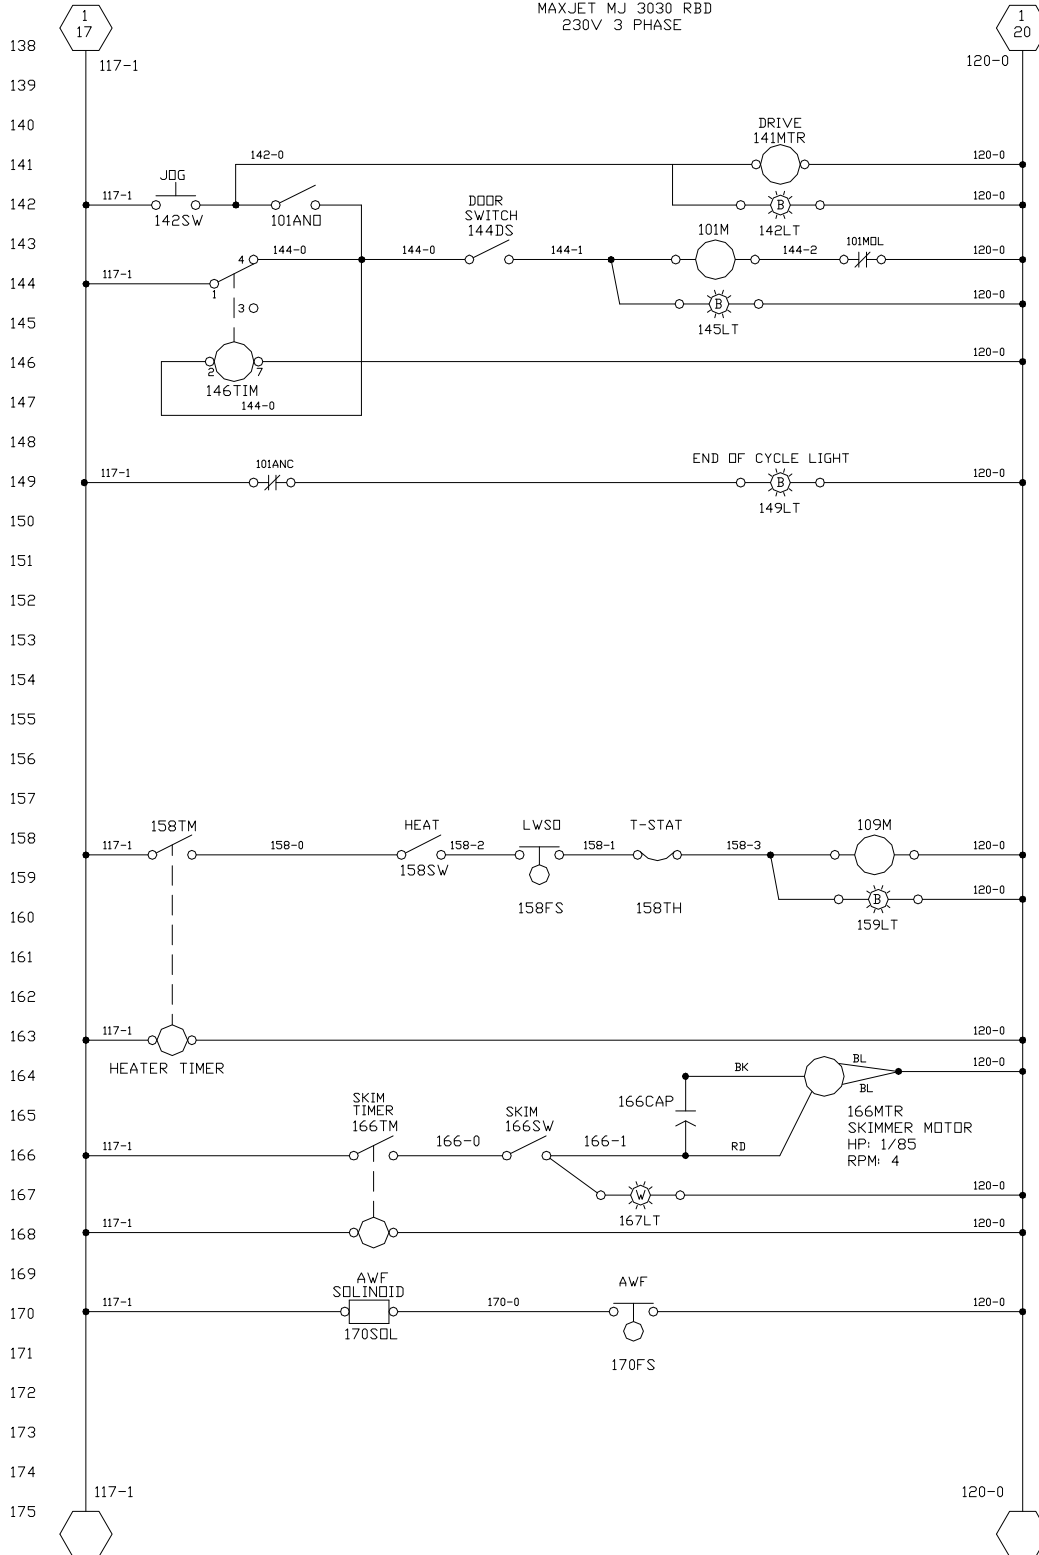 MAXJET MJ 3030 RBD
230V 3 PHASE
1
17
1
20
138
117-1
120-0
139
140
DRIVE
141MTR
141
142-0
120-0
JOG
142
117-1
142SW
101ANO
B
142LT
120-0
143
DOOR
SWITCH
144DS
101M
101MOL
4
144-0
144-0
144-1
144-2
120-0
144
117-1
1
3
B
145LT
120-0
145
146
2
7
146TIM
120-0
147
144-0
148
101ANC
END OF CYCLE LIGHT
149
117-1
B
149LT
120-0
150
151
152
153
154
155
156
157
158TM
HEAT
LWSO
T-STAT
109M
158
117-1
158-0
158-2
158-1
158-3
120-0
158SW
159
B
120-0
160
158FS
158TH
159LT
161
162
163
117-1
120-0
HEATER TIMER
164
BK
BL
BL
120-0
165
SKIM
TIMER
166TM
SKIM
166SW
166CAP
166MTR
SKIMMER MOTOR
HP: 1/85
RPM: 4
166
117-1
166-0
166-1
RD
167
W
167LT
120-0
168
117-1
120-0
169
AWF
SOLINOID
AWF
170
117-1
170SOL
170-0
120-0
171
170FS
172
173
174
117-1
120-0
175